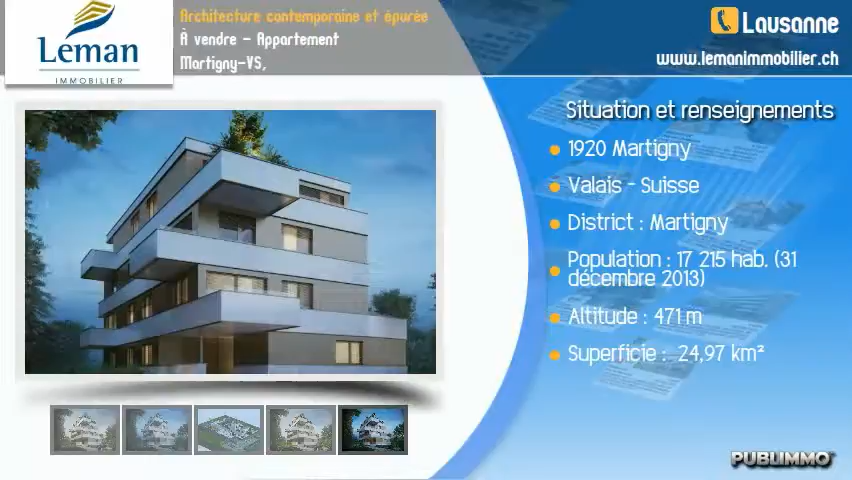 Leman
IMMOBILIER
Architecture contemporaine et épurée
À vendre - Appartement
Martigny-VS,
Lausanne
www.lemanimmobilier.ch
Situation et renseignements
1920 Martigny
Valais - Suisse
District : Martigny
Population : 17 215 hab. (31
décembre 2013)
Altitude : 471 m
Superficie : 24,97 km²
PUBLIMMO